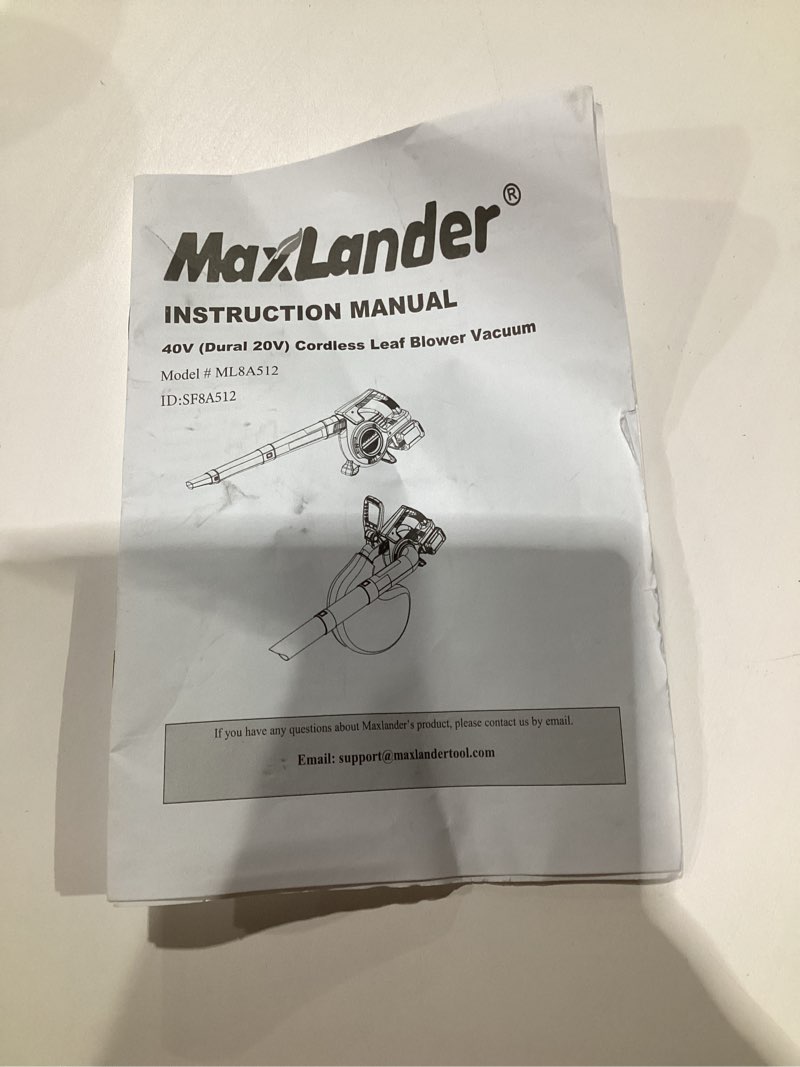 MaxLander®
INSTRUCTION MANUAL
40V (Dural 20V) Cordless Leaf Blower Vacuum
Model # ML8A512
ID:SF8A512
If you have any questions about Maxlander's product, please contact us by email.
Email: support@maxlandertool.com